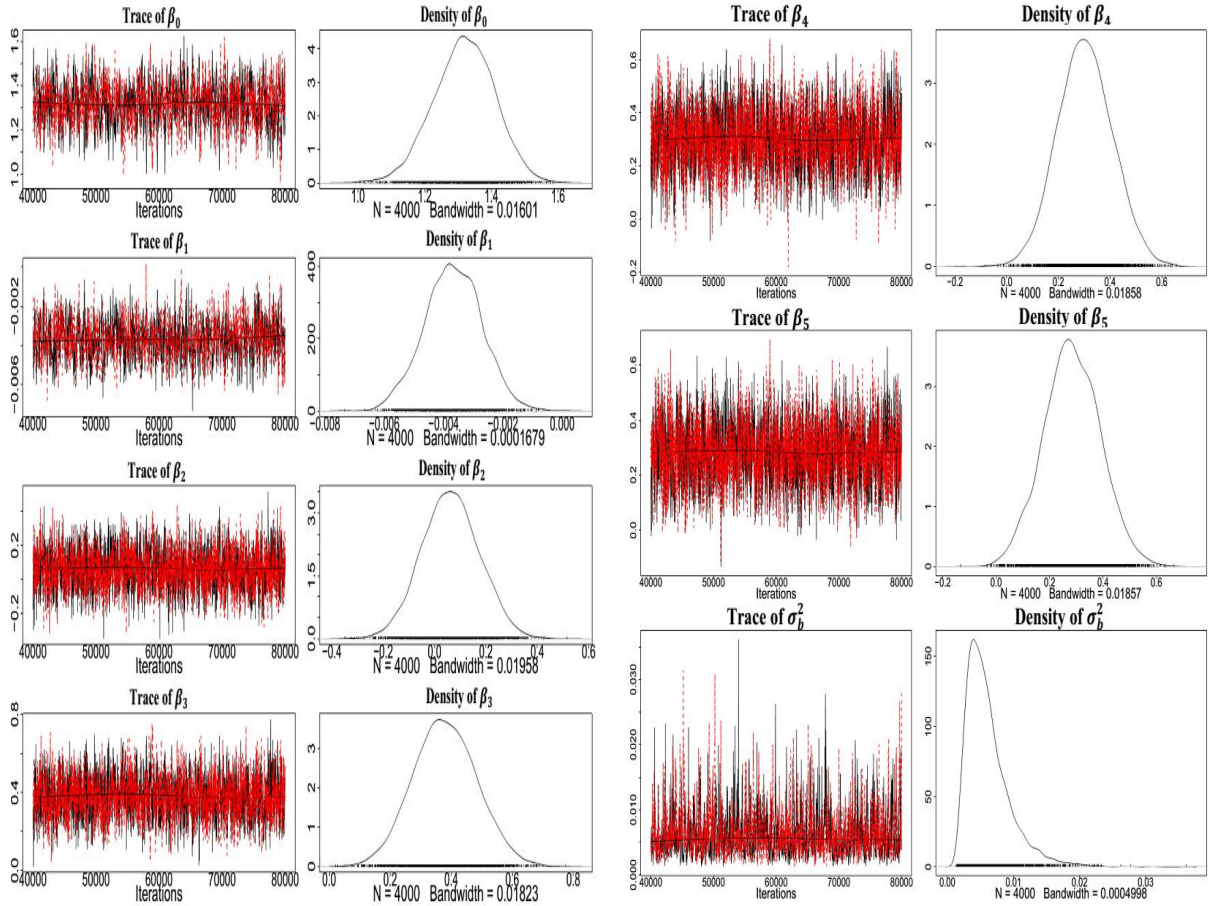 Trace of β0
1.0 1.2 1.4 1.6
40000 50000 60000 70000 80000
Iterations
Density of β0
0 1 2 3 4
1.0 1.2 1.4 1.6
N = 4000 Bandwidth = 0.01601
Trace of β1
−0.006 −0.002
40000 50000 60000 70000 80000
Iterations
Density of β1
0 200 400
−0.008 −0.006 −0.004 −0.002 0.000
N = 4000 Bandwidth = 0.0001679
Trace of β2
−0.2 0.2
40000 50000 60000 70000 80000
Iterations
Density of β2
0.0 1.5 3.0
−0.4 −0.2 0.0 0.2 0.4 0.6
N = 4000 Bandwidth = 0.01958
Trace of β3
0.0 0.4 0.8
40000 50000 60000 70000 80000
Iterations
Density of β3
0 1 2 3
0.0 0.2 0.4 0.6 0.8
N = 4000 Bandwidth = 0.01823
Trace of β4
−0.2 0.0 0.2 0.4 0.6
40000 50000 60000 70000 80000
Iterations
Density of β4
0 1 2 3
−0.2 0.0 0.2 0.4 0.6
N = 4000 Bandwidth = 0.01858
Trace of β5
0.0 0.2 0.4 0.6
40000 50000 60000 70000 80000
Iterations
Density of β5
0 1 2 3
−0.2 0.0 0.2 0.4 0.6
N = 4000 Bandwidth = 0.01857
Trace of σ²b
0.000 0.005 0.010 0.020 0.030
40000 50000 60000 70000 80000
Iterations
Density of σ²b
0 50 100 150
0.00 0.01 0.02 0.03
N = 4000 Bandwidth = 0.0004998